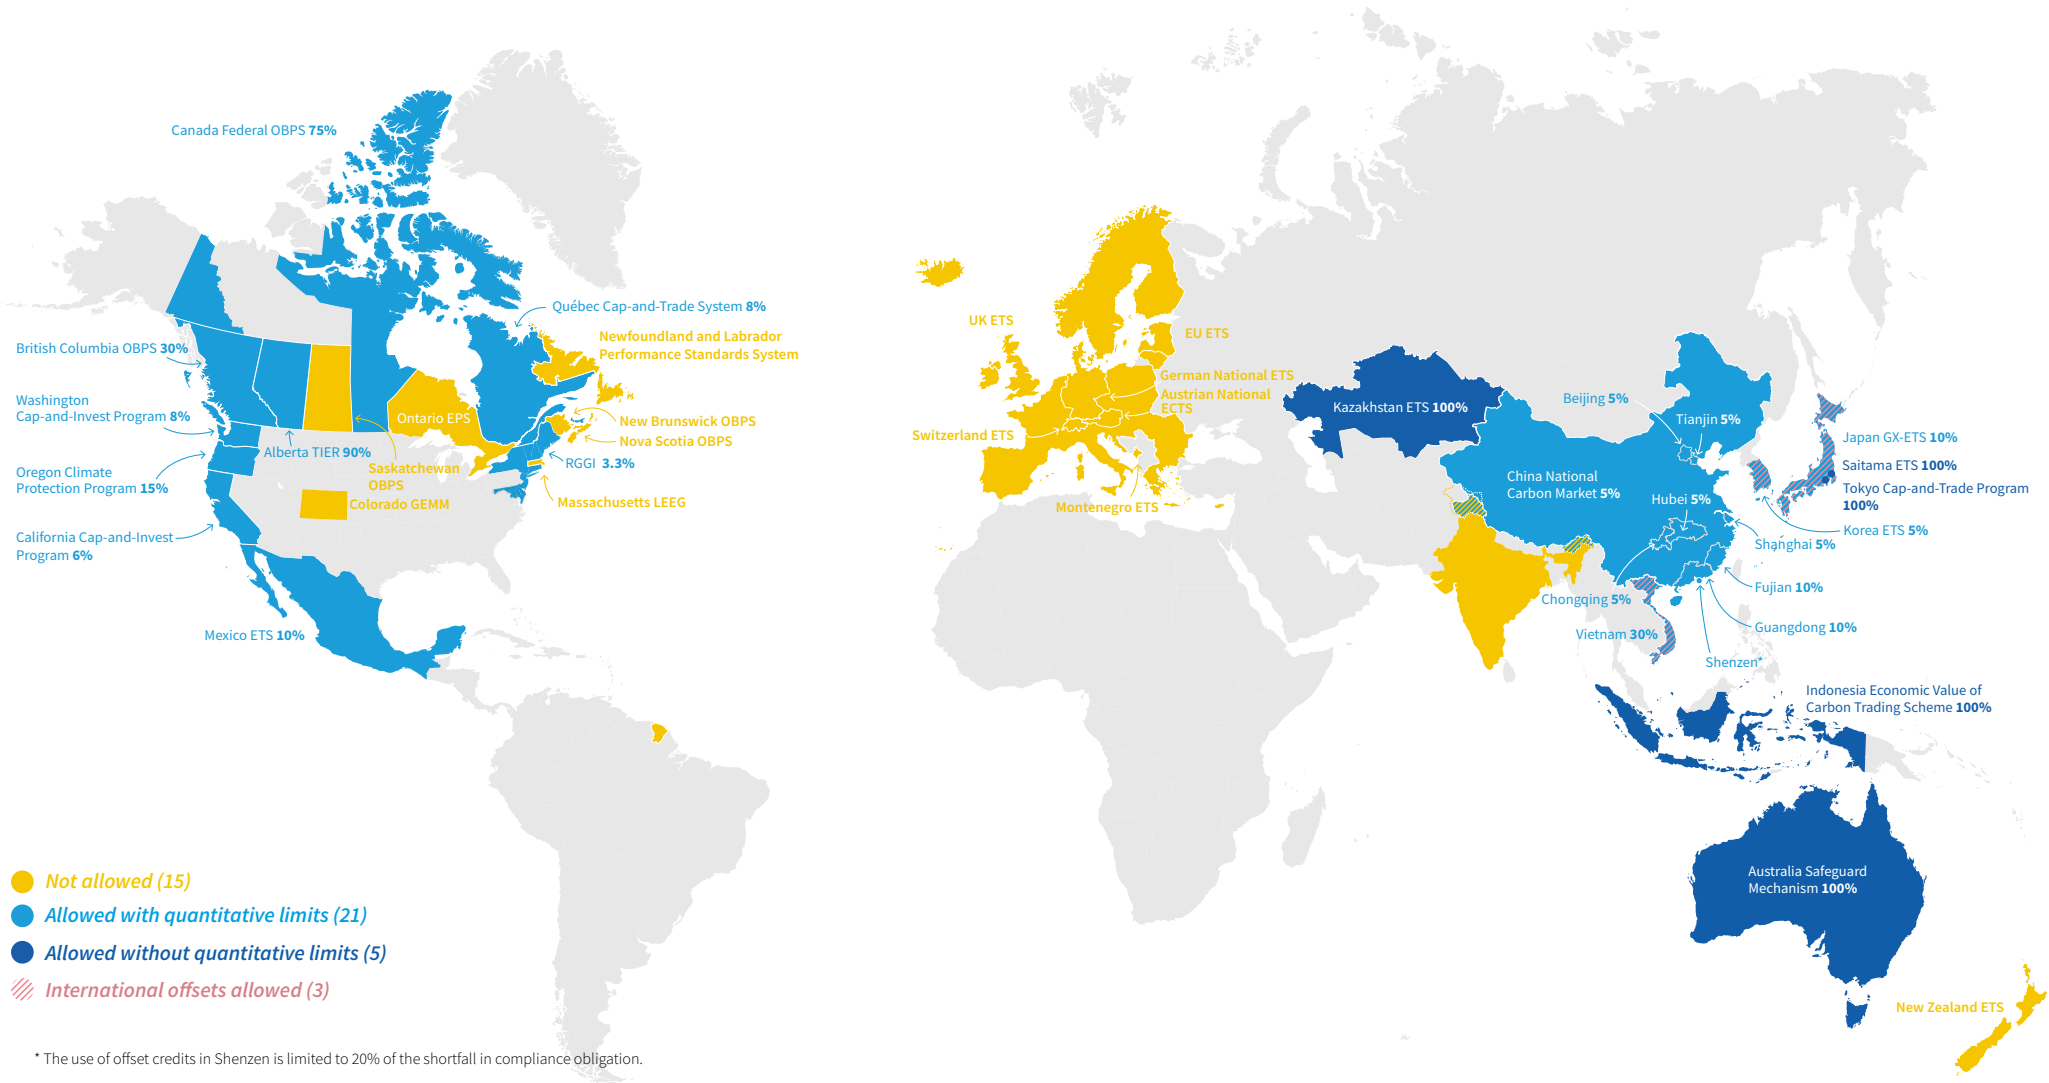 Canada Federal OBPS 75%
Québec Cap-and-Trade System 8%
Newfoundland and Labrador
Performance Standards System
British Columbia OBPS 30%
Washington
Cap-and-Invest Program 8%
Ontario EPS
New Brunswick OBPS
Nova Scotia OBPS
Alberta TIER 90%
RGGI 3.3%
Saskatchewan
OBPS
Oregon Climate
Protection Program 15%
Colorado GEMM
Massachusetts LEEG
California Cap-and-Invest
Program 6%
Mexico ETS 10%
UK ETS
EU ETS
German National ETS
Austrian National
ECTS
Switzerland ETS
Montenegro ETS
Kazakhstan ETS 100%
Beijing 5%
Tianjin 5%
China National
Carbon Market 5%
Hubei 5%
Japan GX-ETS 10%
Saitama ETS 100%
Tokyo Cap-and-Trade Program
100%
Korea ETS 5%
Shanghai 5%
Fujian 10%
Chongqing 5%
Guangdong 10%
Vietnam 30%
Shenzen*
Indonesia Economic Value of
Carbon Trading Scheme 100%
Australia Safeguard
Mechanism 100%
New Zealand ETS
Not allowed (15)
Allowed with quantitative limits (21)
Allowed without quantitative limits (5)
International offsets allowed (3)
* The use of offset credits in Shenzen is limited to 20% of the shortfall in compliance obligation.